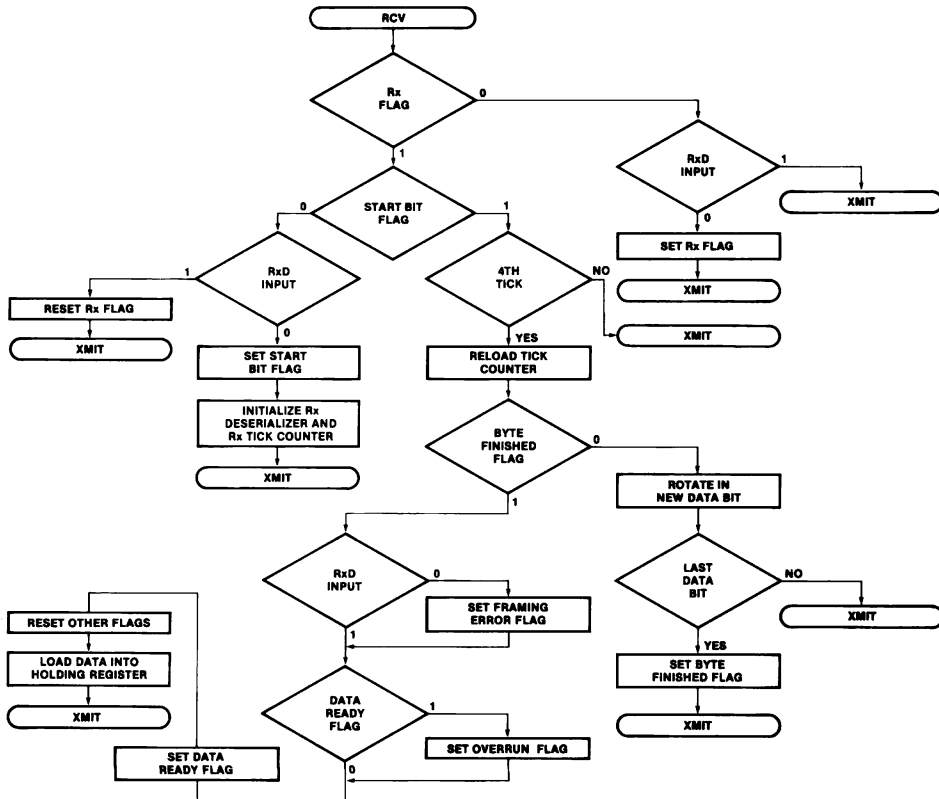 RCV
Rx
FLAG
0
1
RxD
INPUT
1
XMIT
0
SET Rx FLAG
XMIT
START BIT
FLAG
0
1
RxD
INPUT
1
RESET Rx FLAG
XMIT
0
SET START
BIT FLAG
INITIALIZE Rx
DESERIALIZER AND
Rx TICK COUNTER
XMIT
4TH
TICK
NO
XMIT
YES
RELOAD TICK
COUNTER
BYTE
FINISHED
FLAG
0
1
ROTATE IN
NEW DATA BIT
LAST
DATA
BIT
NO
XMIT
YES
SET BYTE
FINISHED FLAG
XMIT
RxD
INPUT
0
SET FRAMING
ERROR FLAG
1
DATA
READY
FLAG
1
SET OVERRUN FLAG
0
SET DATA
READY FLAG
RESET OTHER FLAGS
LOAD DATA INTO
HOLDING REGISTER
XMIT